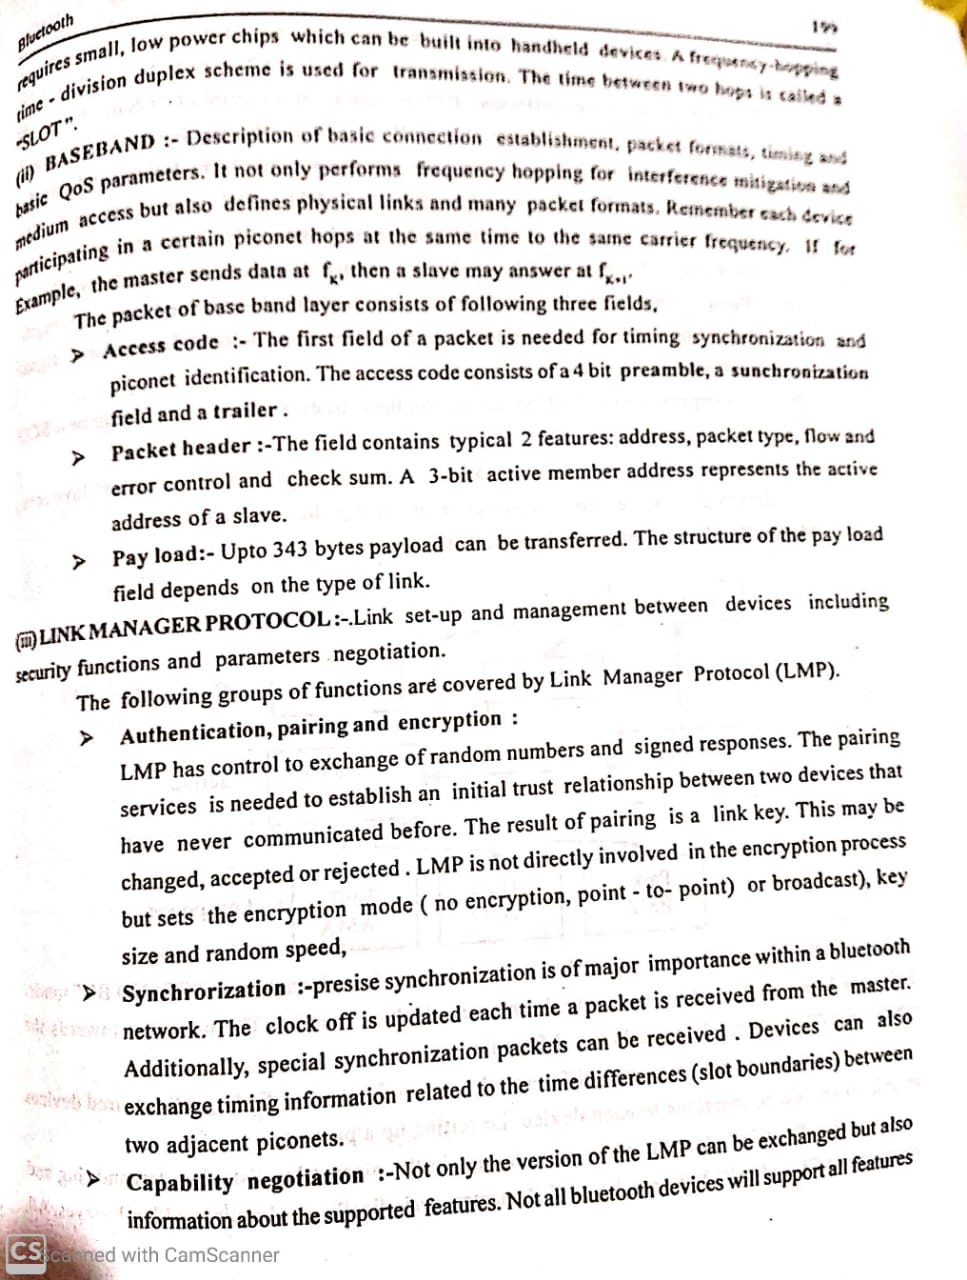 Bluetooth
199
requires small, low power chips which can be built into handheld devices. A frequency-hopping
time - division duplex scheme is used for transmission. The time between two hops is called a
"SLOT".
(ii) BASEBAND :- Description of basic connection establishment, packet formats, timing and
basic QoS parameters. It not only performs frequency hopping for interference mitigation and
medium access but also defines physical links and many packet formats. Remember each device
participating in a certain piconet hops at the same time to the same carrier frequency. If for
Example, the master sends data at fK, then a slave may answer at fK+1.
The packet of base band layer consists of following three fields,
➢ Access code :- The first field of a packet is needed for timing synchronization and
piconet identification. The access code consists of a 4 bit preamble, a sunchronization
field and a trailer .
➢ Packet header :-The field contains typical 2 features: address, packet type, flow and
error control and check sum. A 3-bit active member address represents the active
address of a slave.
➢ Pay load:- Upto 343 bytes payload can be transferred. The structure of the pay load
field depends on the type of link.
(iii) LINK MANAGER PROTOCOL :-.Link set-up and management between devices including
security functions and parameters negotiation.
The following groups of functions are covered by Link Manager Protocol (LMP).
➢ Authentication, pairing and encryption :
LMP has control to exchange of random numbers and signed responses. The pairing
services is needed to establish an initial trust relationship between two devices that
have never communicated before. The result of pairing is a link key. This may be
changed, accepted or rejected . LMP is not directly involved in the encryption process
but sets the encryption mode ( no encryption, point - to- point) or broadcast), key
size and random speed,
➢ Synchrorization :-presise synchronization is of major importance within a bluetooth
network. The clock off is updated each time a packet is received from the master.
Additionally, special synchronization packets can be received . Devices can also
exchange timing information related to the time differences (slot boundaries) between
two adjacent piconets.
➢ Capability negotiation :-Not only the version of the LMP can be exchanged but also
information about the supported features. Not all bluetooth devices will support all features
CS Scanned with CamScanner